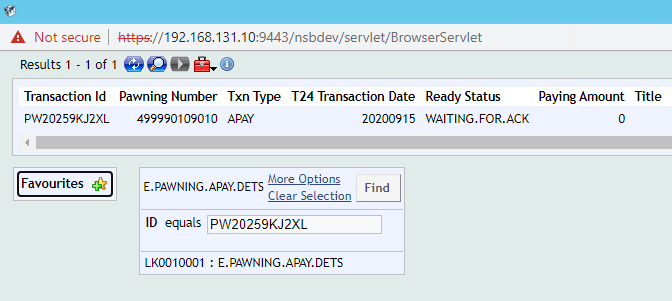 Not secure | https://192.168.131.10:9443/nsbdev/servlet/BrowserServlet
Results 1 - 1 of 1
Transaction Id Pawning Number Txn Type T24 Transaction Date Ready Status Paying Amount Title
PW20259KJ2XL 499990109010 APAY 20200915 WAITING.FOR.ACK 0
Favourites
E.PAWNING.APAY.DETS More Options Find
Clear Selection
ID equals PW20259KJ2XL
LK0010001 : E.PAWNING.APAY.DETS